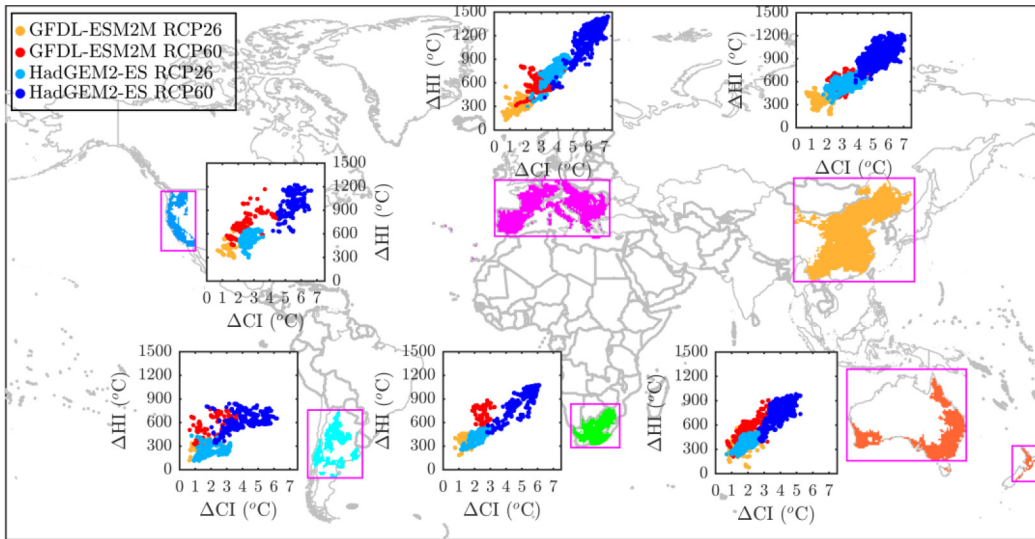 GFDL-ESM2M RCP26
GFDL-ESM2M RCP60
HadGEM2-ES RCP26
HadGEM2-ES RCP60
1500
1200
900
600
300
0
ΔHI (°C)
0 1 2 3 4 5 6 7
ΔCI (°C)
1500
1200
900
600
300
0
ΔHI (°C)
0 1 2 3 4 5 6 7
ΔCI (°C)
1500
1200
900
600
300
0
ΔHI (°C)
0 1 2 3 4 5 6 7
ΔCI (°C)
1500
1200
900
600
300
0
ΔHI (°C)
0 1 2 3 4 5 6 7
ΔCI (°C)
1500
1200
900
600
300
0
ΔHI (°C)
0 1 2 3 4 5 6 7
ΔCI (°C)
1500
1200
900
600
300
0
ΔHI (°C)
0 1 2 3 4 5 6 7
ΔCI (°C)